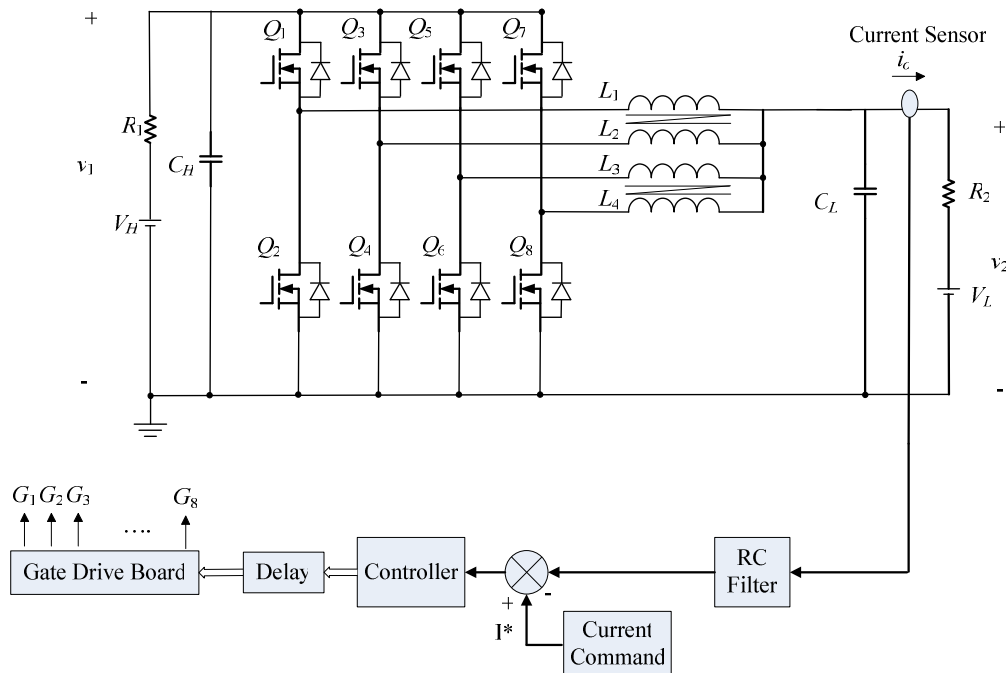 +
Q1 Q3 Q5 Q7
Current Sensor
io
L1
R1
+
L2
v1
CH
L3
R2
CL
L4
VH
Q2 Q4 Q6 Q8
v2
VL
-
-
G1 G2 G3 .... G8
Gate Drive Board
Delay
Controller
+
-
RC
Filter
I*
Current
Command